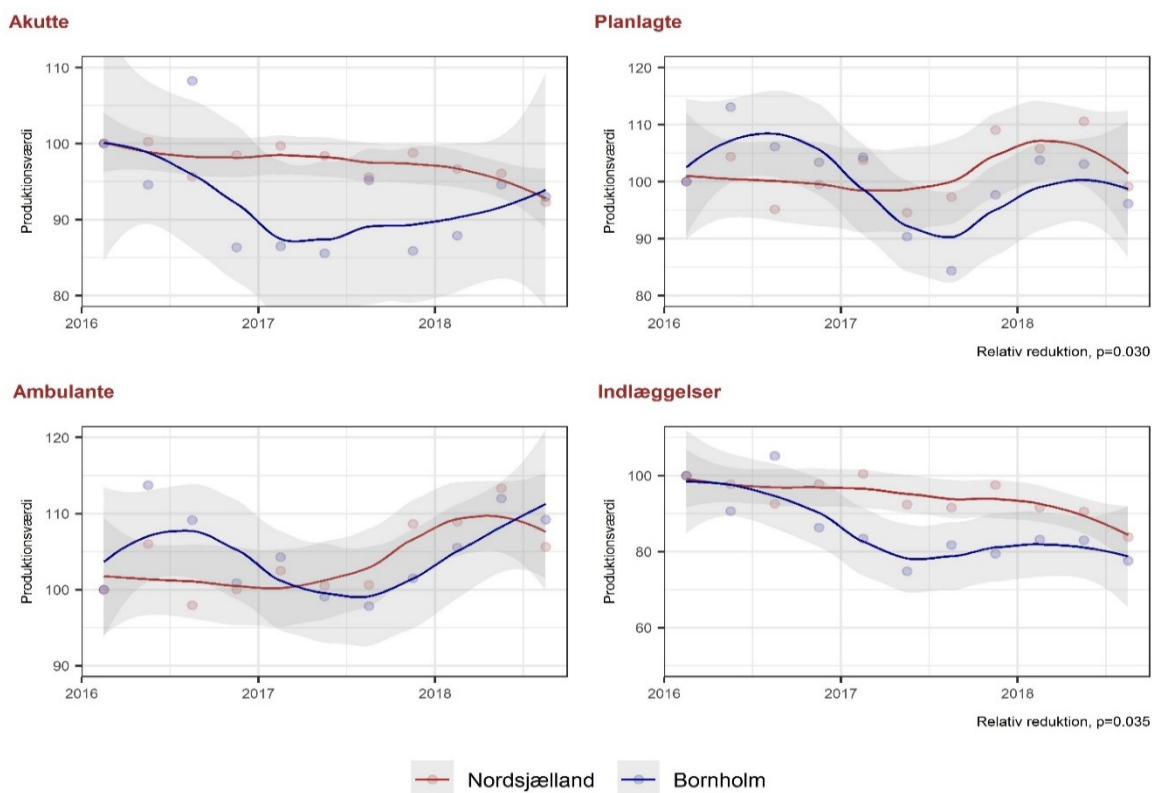 Akutte
Produktionsværdi
110
100
90
80
2016
2017
2018
Planlagte
Produktionsværdi
120
110
100
90
80
2016
2017
2018
Relativ reduktion, p=0.030
Ambulante
Produktionsværdi
120
110
100
90
2016
2017
2018
Indlæggelser
Produktionsværdi
100
80
60
2016
2017
2018
Relativ reduktion, p=0.035
Nordsjælland
Bornholm